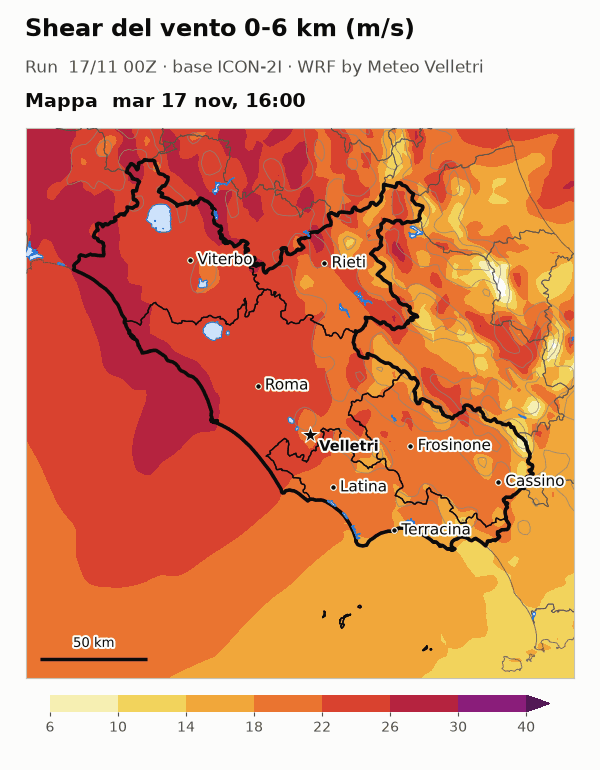 Shear del vento 0-6 km (m/s)
Run  17/11 00Z · base ICON-2I · WRF by Meteo Velletri
Mappa  mar 17 nov, 16:00
Viterbo
Rieti
Roma
Velletri
Frosinone
Latina
Cassino
Terracina
50 km
6 10 14 18 22 26 30 40